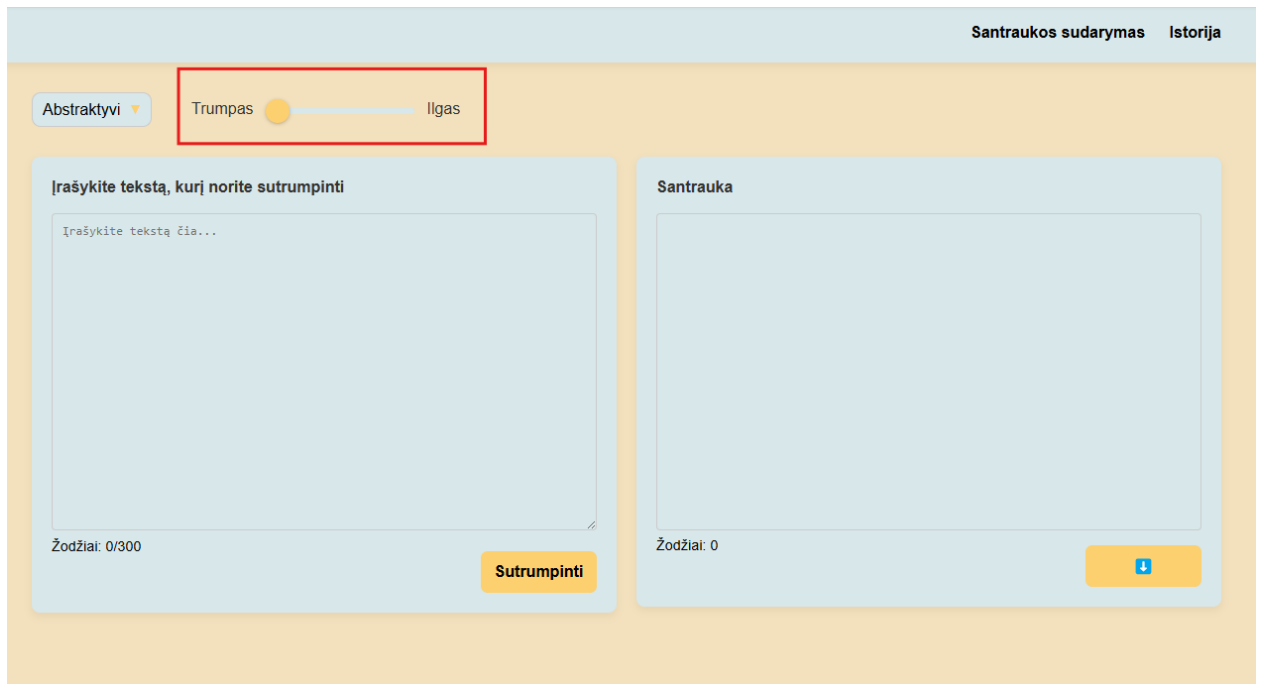 Santraukos sudarymas Istorija
Abstraktyvi Trumpas Ilgas
Įrašykite tekstą, kurį norite sutrumpinti
Įrašykite tekstą čia...
Žodžiai: 0/300
Sutrumpinti
Santrauka
Žodžiai: 0